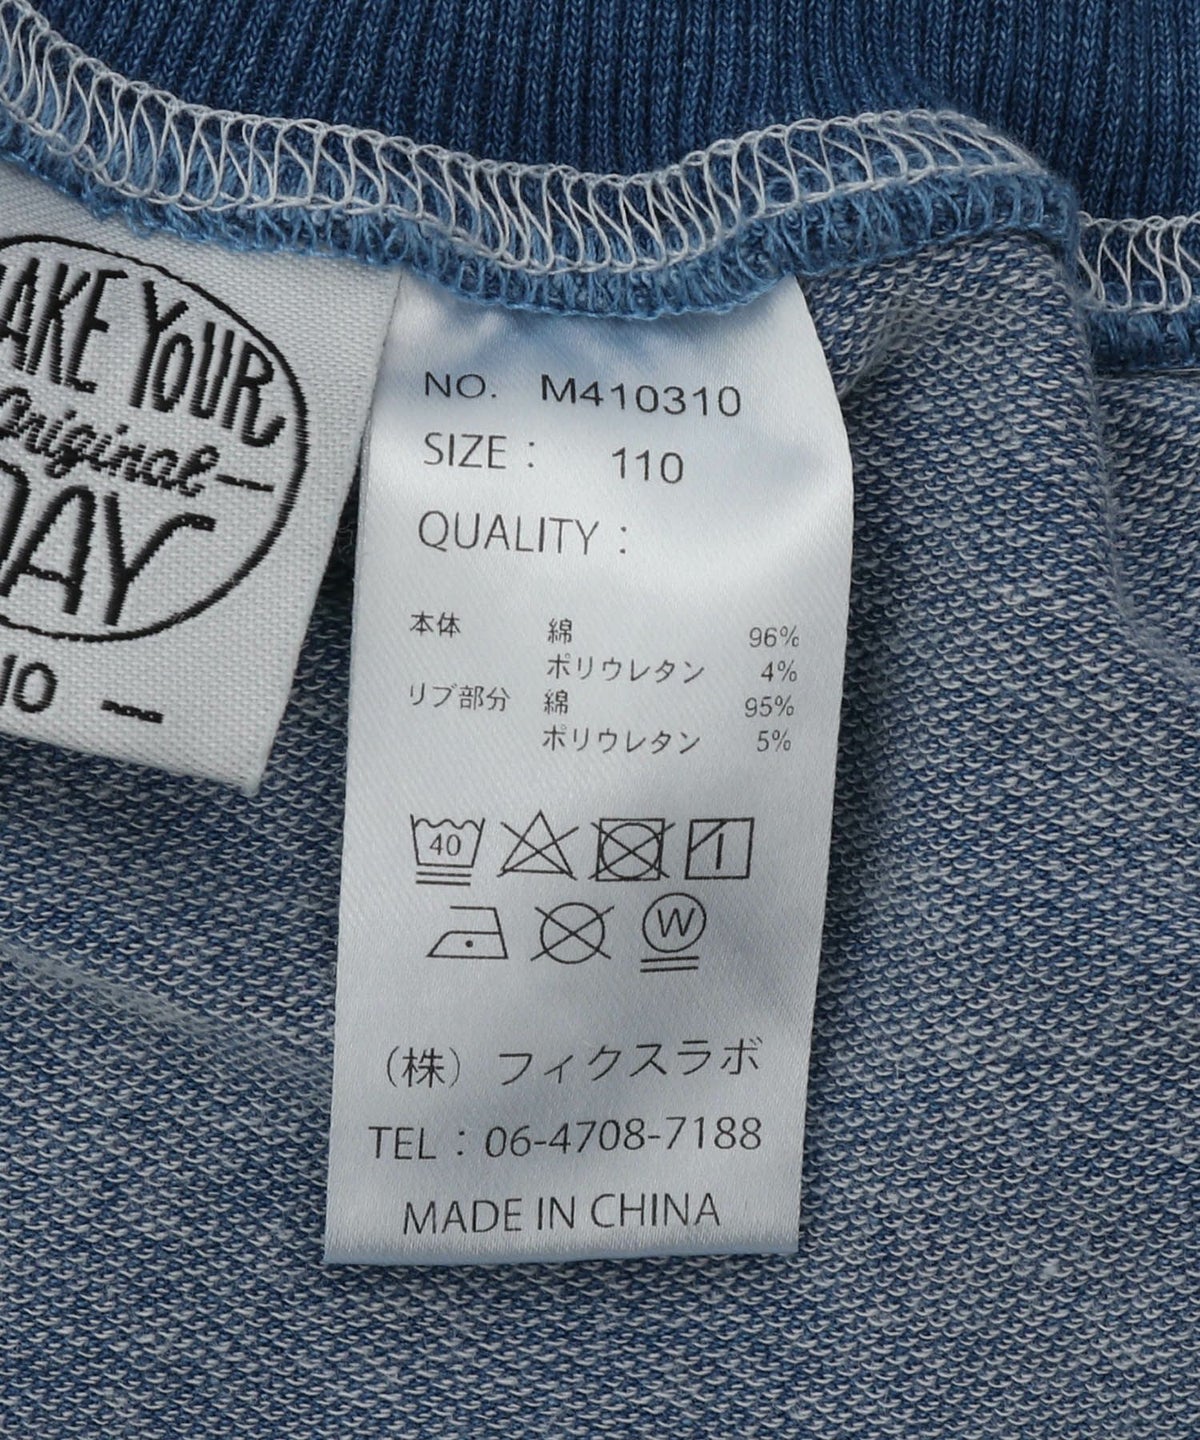 YOUR
Original
NO. M410310
SIZE : 110
QUALITY :
本体 綿 96%
ポリウレタン 4%
リブ部分 綿 95%
ポリウレタン 5%
40
W
(株) フィクスラボ
TEL : 06-4708-7188
MADE IN CHINA